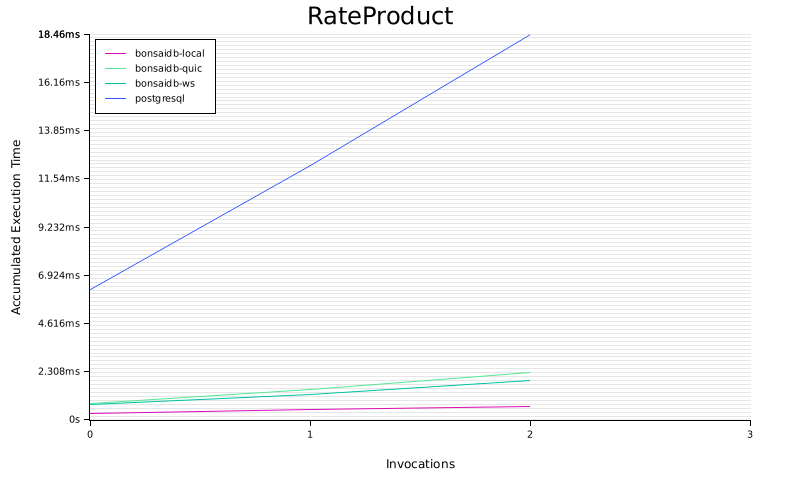 RateProduct
18.46ms
16.16ms
13.85ms
11.54ms
9.232ms
6.924ms
4.616ms
2.308ms
0s
bonsaidb-local
bonsaidb-quic
bonsaidb-ws
postgresql
Accumulated Execution Time
0 1 2 3
Invocations